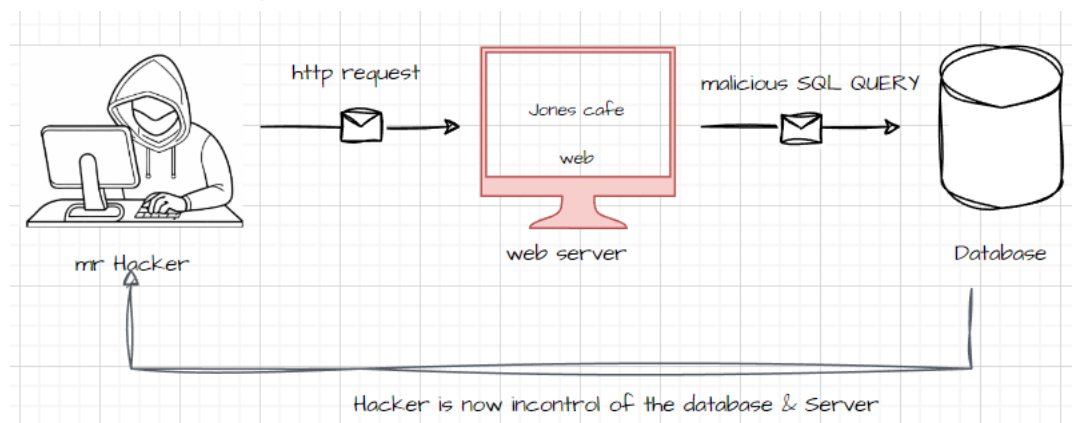 http request
malicious SQL QUERY
Jones cafe
web
mr Hacker
web server
Database
Hacker is now incontrol of the database & Server